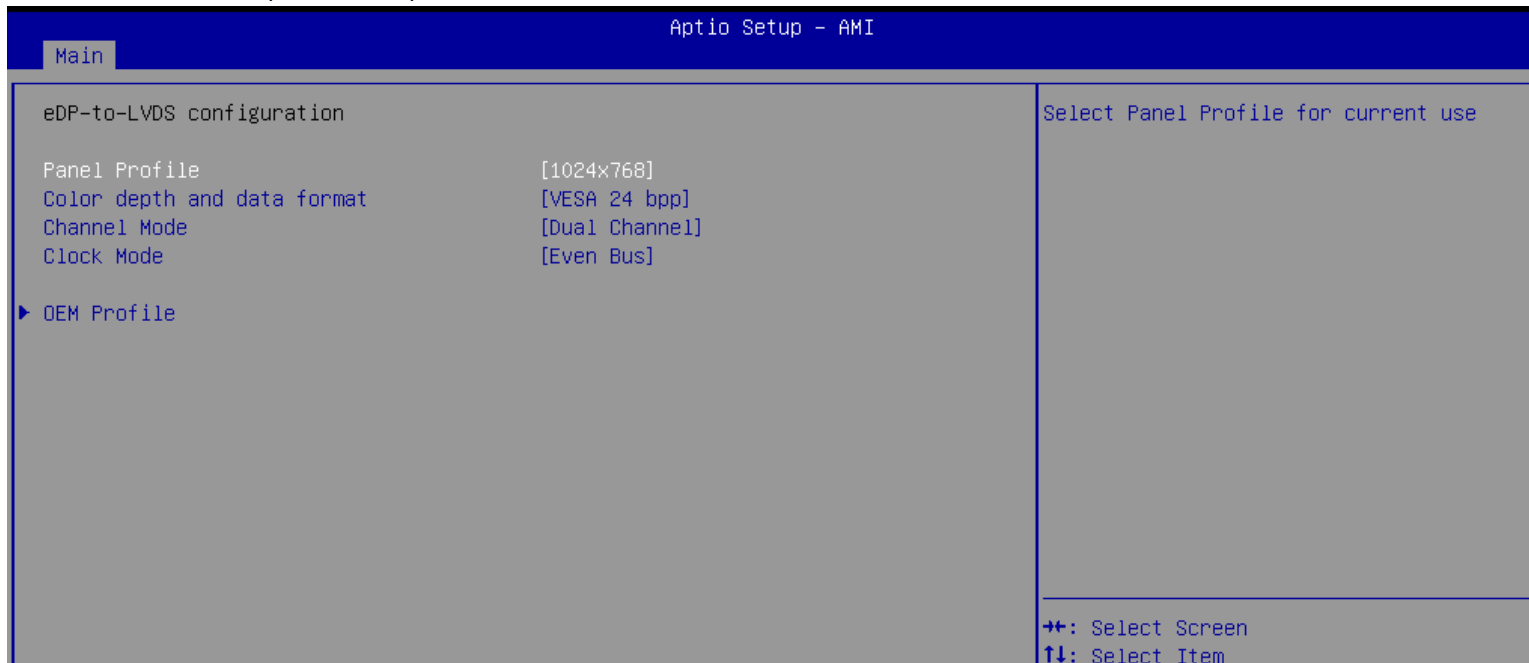 Aptio Setup - AMI
Main
eDP-to-LVDS configuration
Panel Profile [1024x768]
Color depth and data format [VESA 24 bpp]
Channel Mode [Dual Channel]
Clock Mode [Even Bus]
OEM Profile
Select Panel Profile for current use
→←: Select Screen
↑↓: Select Item